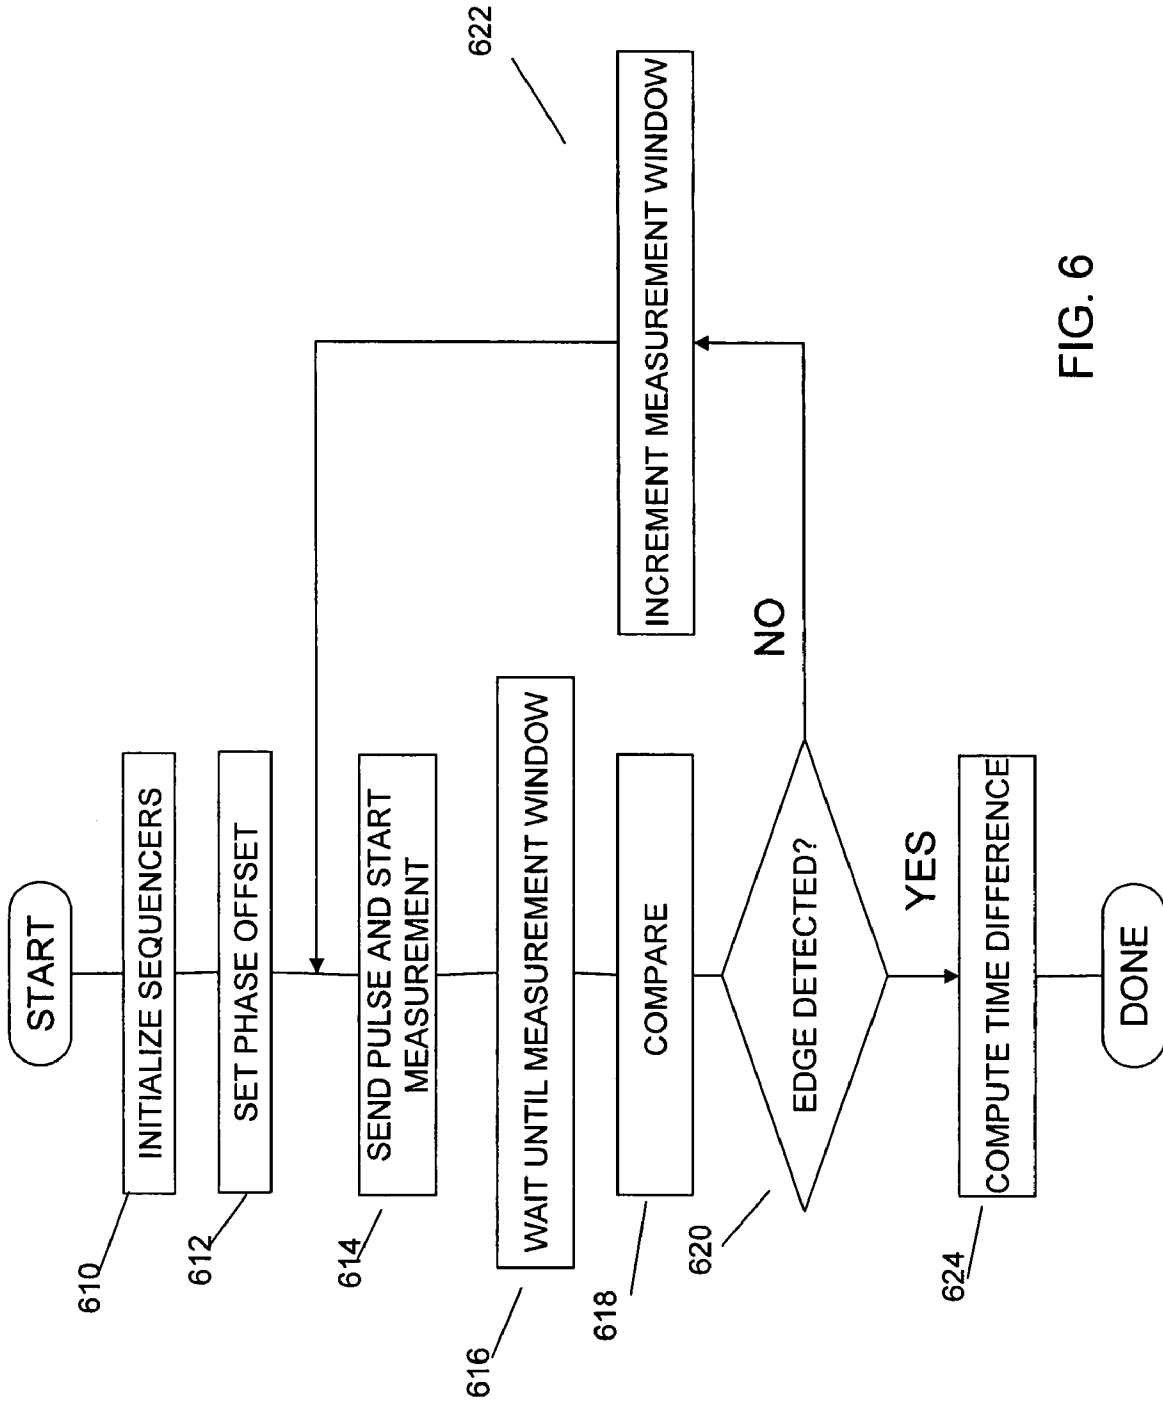 START
610
INITIALIZE SEQUENCERS
612
SET PHASE OFFSET
614
SEND PULSE AND START
MEASUREMENT
616
WAIT UNTIL MEASUREMENT WINDOW
618
COMPARE
620
EDGE DETECTED?
NO
622
INCREMENT MEASUREMENT WINDOW
YES
624
COMPUTE TIME DIFFERENCE
DONE
FIG. 6